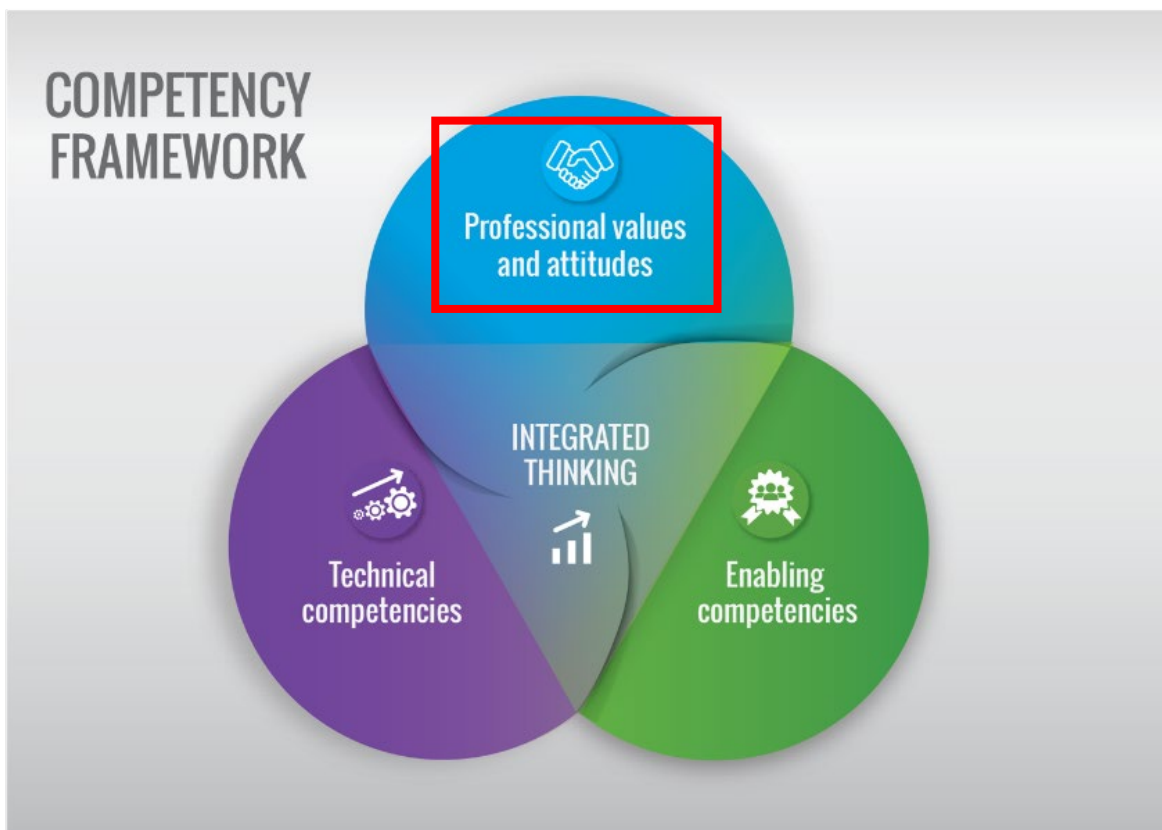 COMPETENCY
FRAMEWORK
Professional values
and attitudes
INTEGRATED
THINKING
Technical
competencies
Enabling
competencies